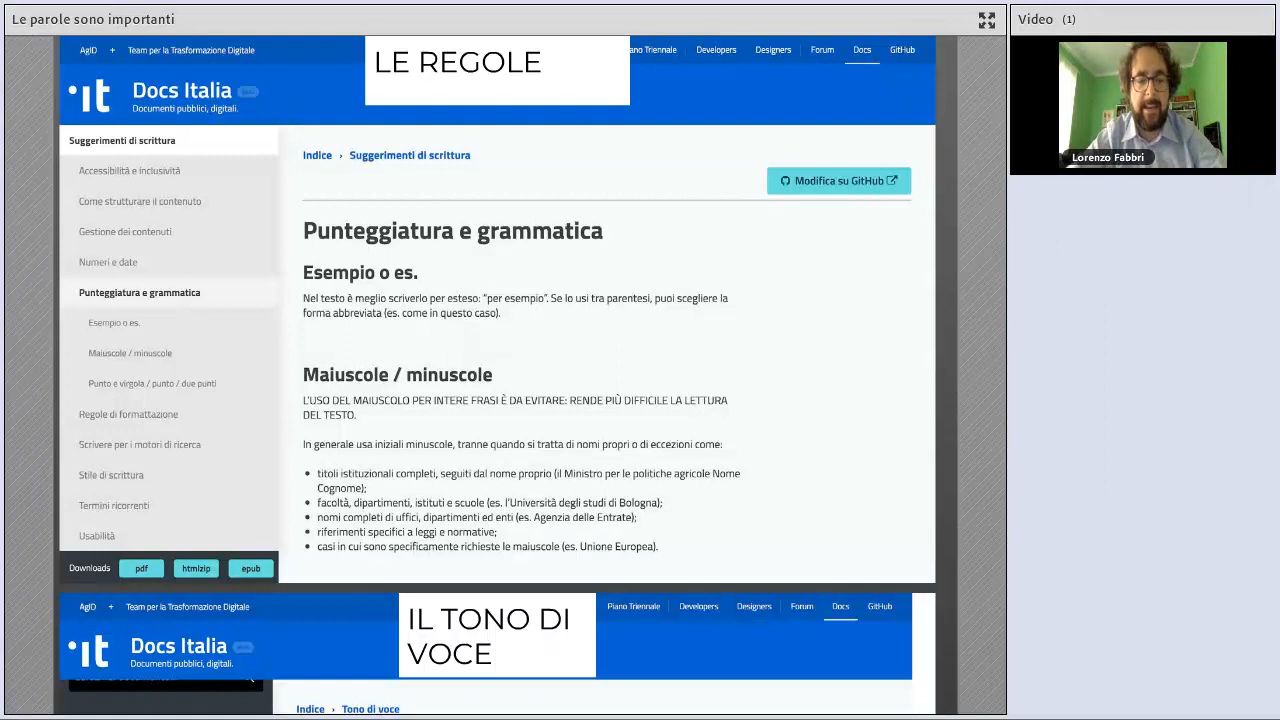 Le parole sono importanti
Video (1)
AgID + Team per la Trasformazione Digitale
LE REGOLE
ano Triennale Developers Designers Forum Docs GitHub
Docs Italia
Documenti pubblici, digitali.
Lorenzo Fabbri
Suggerimenti di scrittura
Accessibilità e inclusività
Come strutturare il contenuto
Gestione dei contenuti
Numeri e date
Punteggiatura e grammatica
Esempio o es.
Maiuscole / minuscole
Punto e virgola / punto / due punti
Regole di formattazione
Scrivere per i motori di ricerca
Stile di scrittura
Termini ricorrenti
Usabilità
Downloads pdf htmlzip epub
Indice › Suggerimenti di scrittura
Modifica su GitHub
Punteggiatura e grammatica
Esempio o es.
Nel testo è meglio scriverlo per esteso: “per esempio”. Se lo usi tra parentesi, puoi scegliere la
forma abbreviata (es. come in questo caso).
Maiuscole / minuscole
L’USO DEL MAIUSCOLO PER INTERE FRASI È DA EVITARE: RENDE PIÙ DIFFICILE LA LETTURA
DEL TESTO.
In generale usa iniziali minuscole, tranne quando si tratta di nomi propri o di eccezioni come:
• titoli istituzionali completi, seguiti dal nome proprio (il Ministro per le politiche agricole Nome
Cognome);
• facoltà, dipartimenti, istituti e scuole (es. l’Università degli studi di Bologna);
• nomi completi di uffici, dipartimenti ed enti (es. Agenzia delle Entrate);
• riferimenti specifici a leggi e normative;
• casi in cui sono specificamente richieste le maiuscole (es. Unione Europea).
AgID + Team per la Trasformazione Digitale
IL TONO DI
VOCE
Piano Triennale Developers Designers Forum Docs GitHub
Docs Italia
Documenti pubblici, digitali.
Indice › Tono di voce